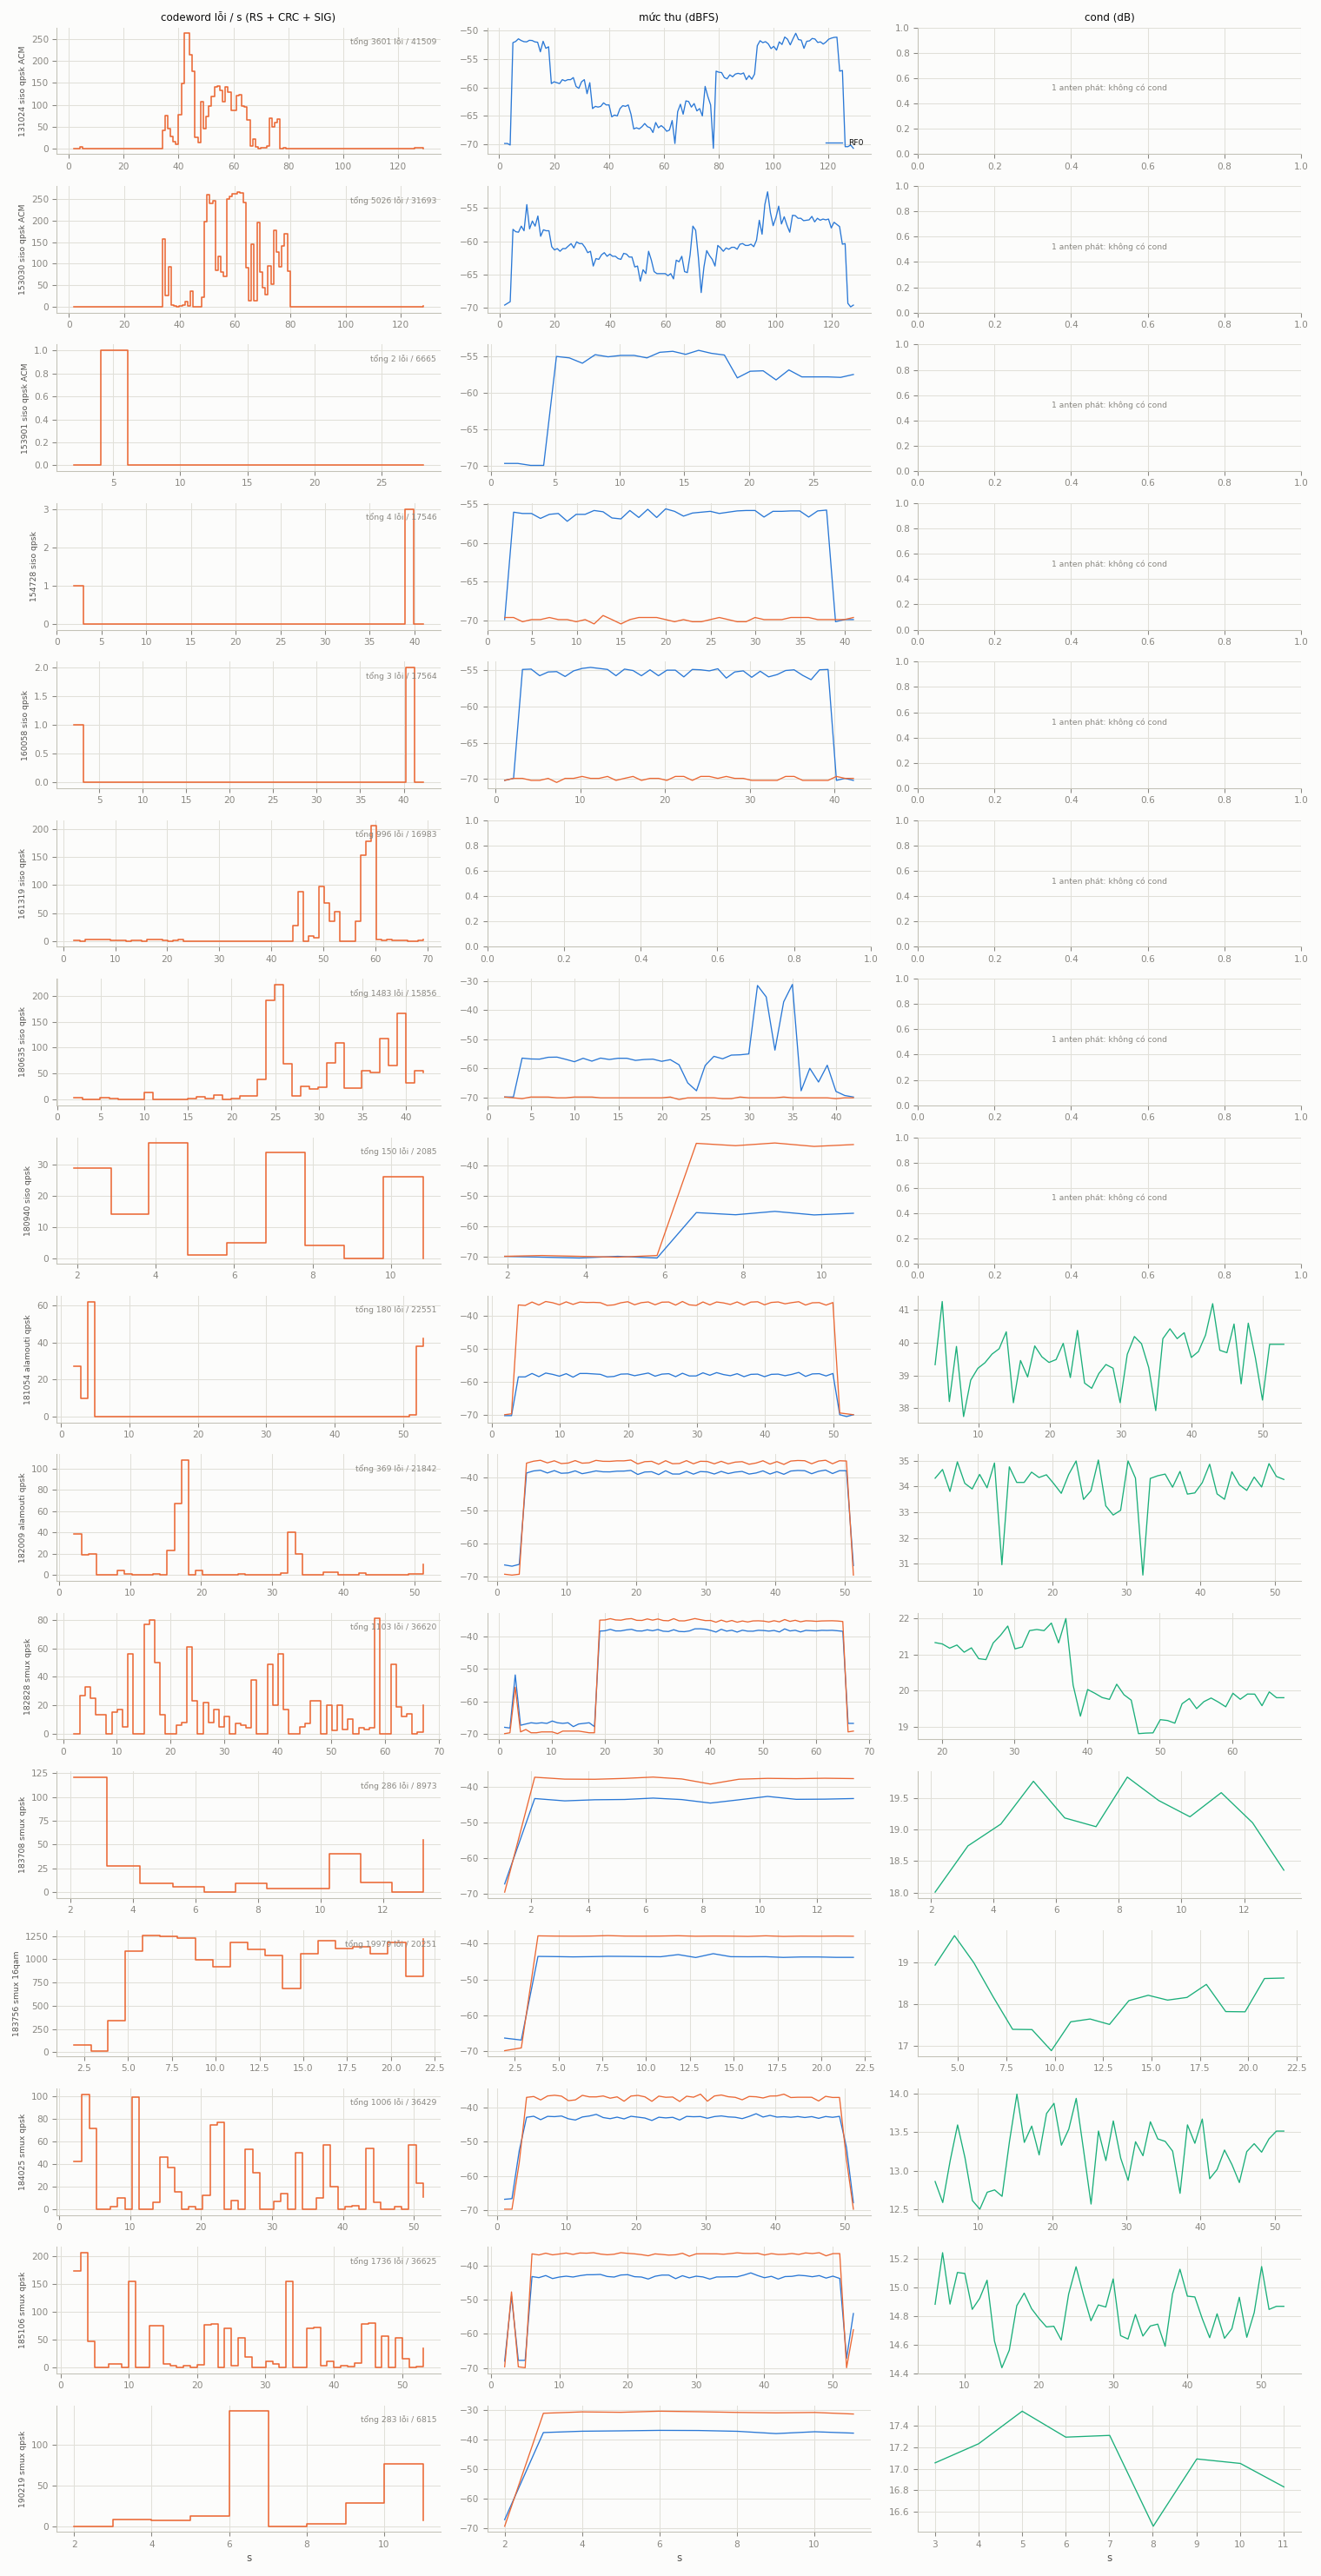 codeword lỗi / s (RS + CRC + SIG)
mức thu (dBFS)
cond (dB)
131024 siso qpsk ACM
tổng 3601 lỗi / 41509
RF0
1 anten phát: không có cond
153030 siso qpsk ACM
tổng 5026 lỗi / 31693
1 anten phát: không có cond
153901 siso qpsk ACM
tổng 2 lỗi / 6665
1 anten phát: không có cond
154728 siso qpsk
tổng 4 lỗi / 17546
1 anten phát: không có cond
160058 siso qpsk
tổng 3 lỗi / 17564
1 anten phát: không có cond
161319 siso qpsk
tổng 996 lỗi / 16983
1 anten phát: không có cond
180635 siso qpsk
tổng 1483 lỗi / 15856
1 anten phát: không có cond
180940 siso qpsk
tổng 150 lỗi / 2085
1 anten phát: không có cond
181054 alamouti qpsk
tổng 180 lỗi / 22551
182009 alamouti qpsk
tổng 369 lỗi / 21842
182828 smux qpsk
tổng 1103 lỗi / 36620
183708 smux qpsk
tổng 286 lỗi / 8973
183756 smux 16qam
184025 smux qpsk
tổng 1006 lỗi / 36429
185106 smux qpsk
tổng 1736 lỗi / 36625
190219 smux qpsk
tổng 283 lỗi / 6815
s
s
s